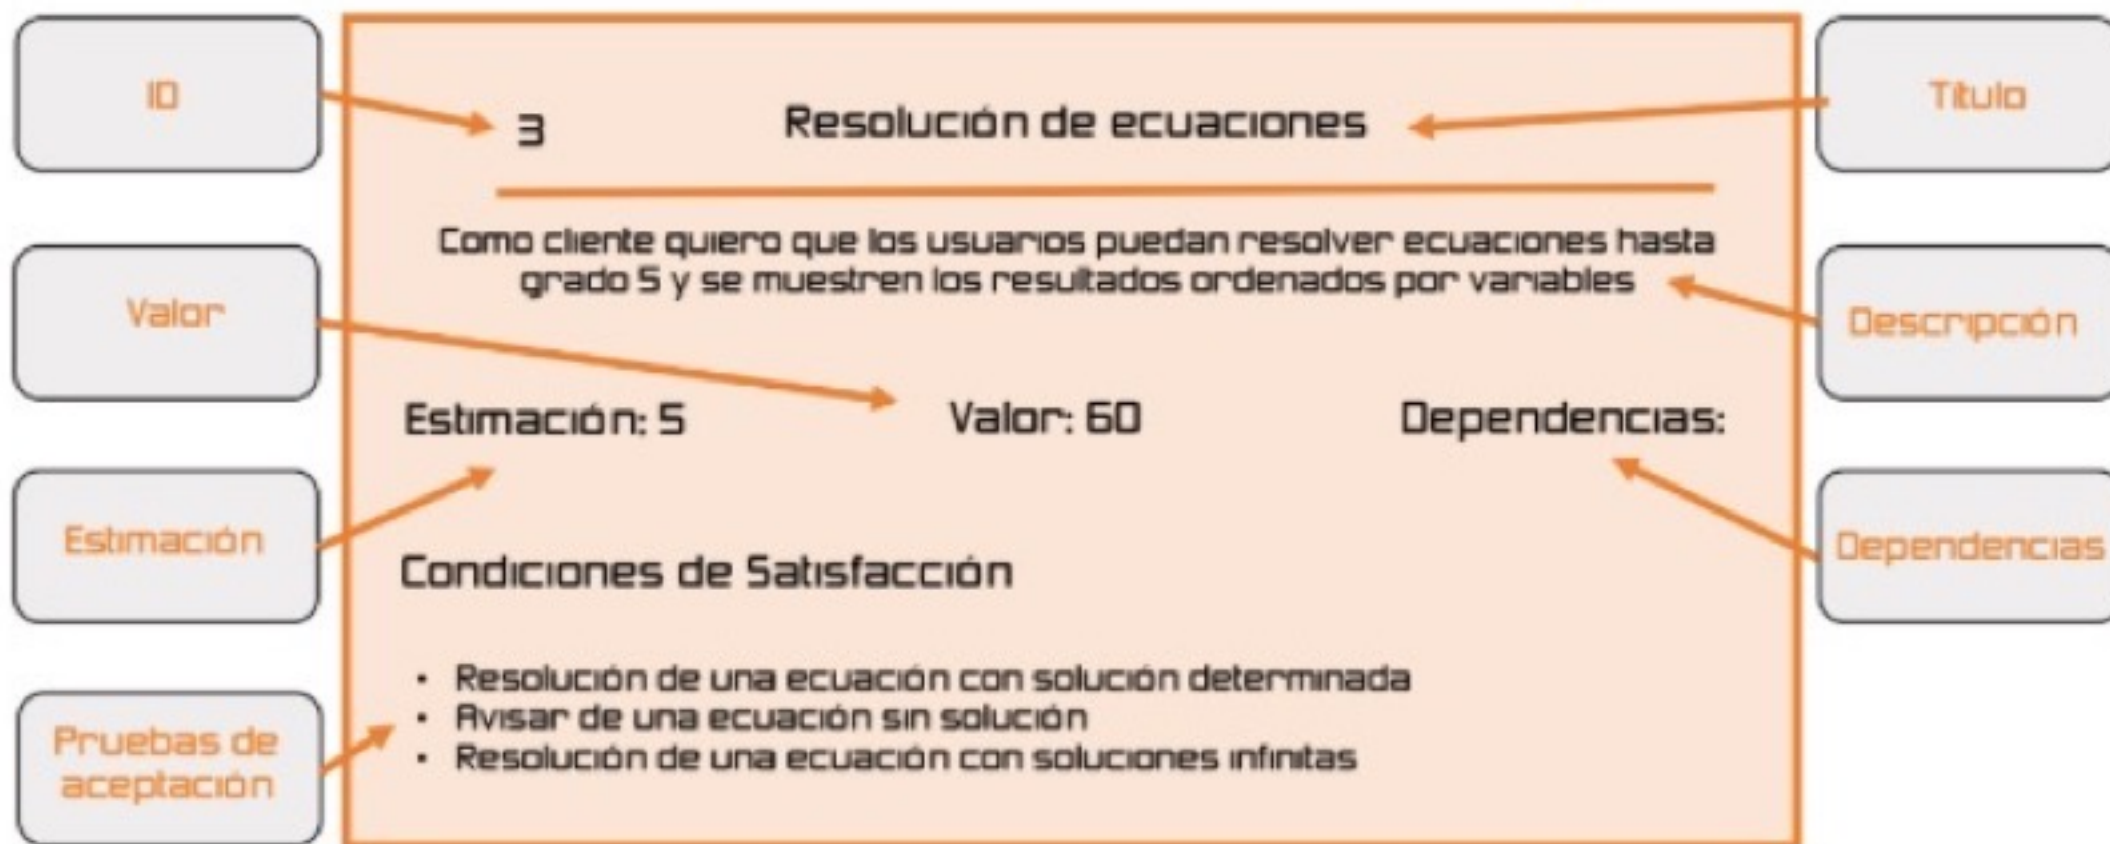 ID
3
Resolución de ecuaciones
Título
Como cliente quiero que los usuarios puedan resolver ecuaciones hasta
grado 5 y se muestren los resultados ordenados por variables
Valor
Descripción
Estimación: 5
Valor: 60
Dependencias:
Estimación
Dependencias
Condiciones de Satisfacción
• Resolución de una ecuación con solución determinada
• Avisar de una ecuación sin solución
• Resolución de una ecuación con soluciones infinitas
Pruebas de
aceptación